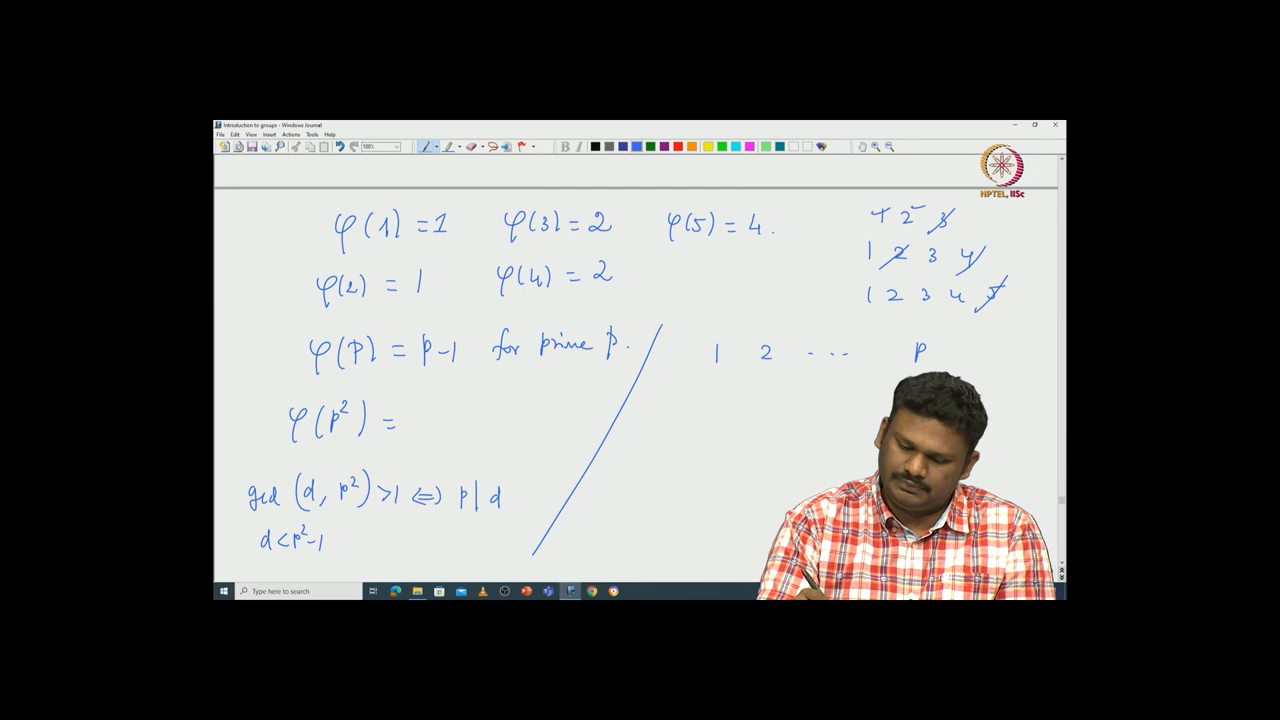 Introduction to groups - Windows Journal
File Edit View Insert Actions Tools Help
100%
NPTEL, IISc
φ(1) = 1 φ(3) = 2 φ(5) = 4.
φ(2) = 1 φ(4) = 2
1 2 3
1 2 3 4
1 2 3 4 5
φ(p) = p-1 for prime p.
1 2 ... p
φ(p²) =
gcd (d, p²) >1 ⇔ p | d
d < p²-1
Type here to search